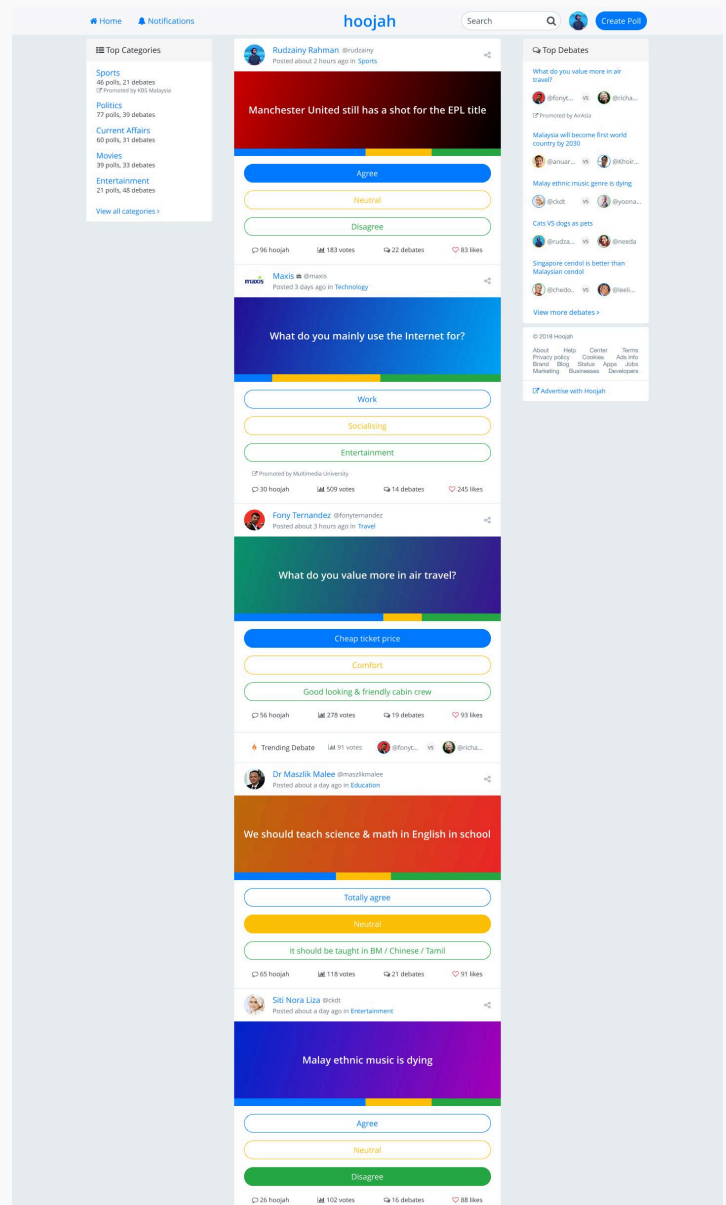 Home
Notifications
hoojah
Search
Create Poll
Top Categories
Sports
46 polls, 21 debates
Promoted by KBS Malaysia
Politics
77 polls, 39 debates
Current Affairs
60 polls, 31 debates
Movies
39 polls, 33 debates
Entertainment
21 polls, 48 debates
View all categories >
Rudzainy Rahman @rudzainy
Posted about 2 hours ago in Sports
Manchester United still has a shot for the EPL title
Agree
Neutral
Disagree
96 hoojah 183 votes 22 debates 83 likes
maxis
Maxis @maxis
Posted 3 days ago in Technology
What do you mainly use the Internet for?
Work
Socialising
Entertainment
Promoted by Multimedia University
30 hoojah 509 votes 14 debates 245 likes
Fony Ternandez @fonyternandez
Posted about 3 hours ago in Travel
What do you value more in air travel?
Cheap ticket price
Comfort
Good looking & friendly cabin crew
56 hoojah 278 votes 19 debates 93 likes
Trending Debate 91 votes @fonyt... vs @richa...
Dr Maszlik Malee @maszlikmalee
Posted about a day ago in Education
We should teach science & math in English in school
Totally agree
Neutral
It should be taught in BM / Chinese / Tamil
65 hoojah 118 votes 21 debates 91 likes
Siti Nora Liza @ckdt
Posted about a day ago in Entertainment
Malay ethnic music is dying
Agree
Neutral
Disagree
26 hoojah 102 votes 16 debates 88 likes
Top Debates
What do you value more in air
travel?
@fonyt... vs @richa...
Promoted by AirAsia
Malaysia will become first world
country by 2030
@anuar... vs @Khoir...
Malay ethnic music genre is dying
@ckdt vs @yoona...
Cats VS dogs as pets
@rudza... vs @needa
Singapore cendol is better than
Malaysian cendol
@chedo.. vs @leeli...
View more debates >
© 2018 Hoojah
About Help Center Terms
Privacy policy Cookies Ads info
Brand Blog Status Apps Jobs
Marketing Businesses Developers
Advertise with Hoojah